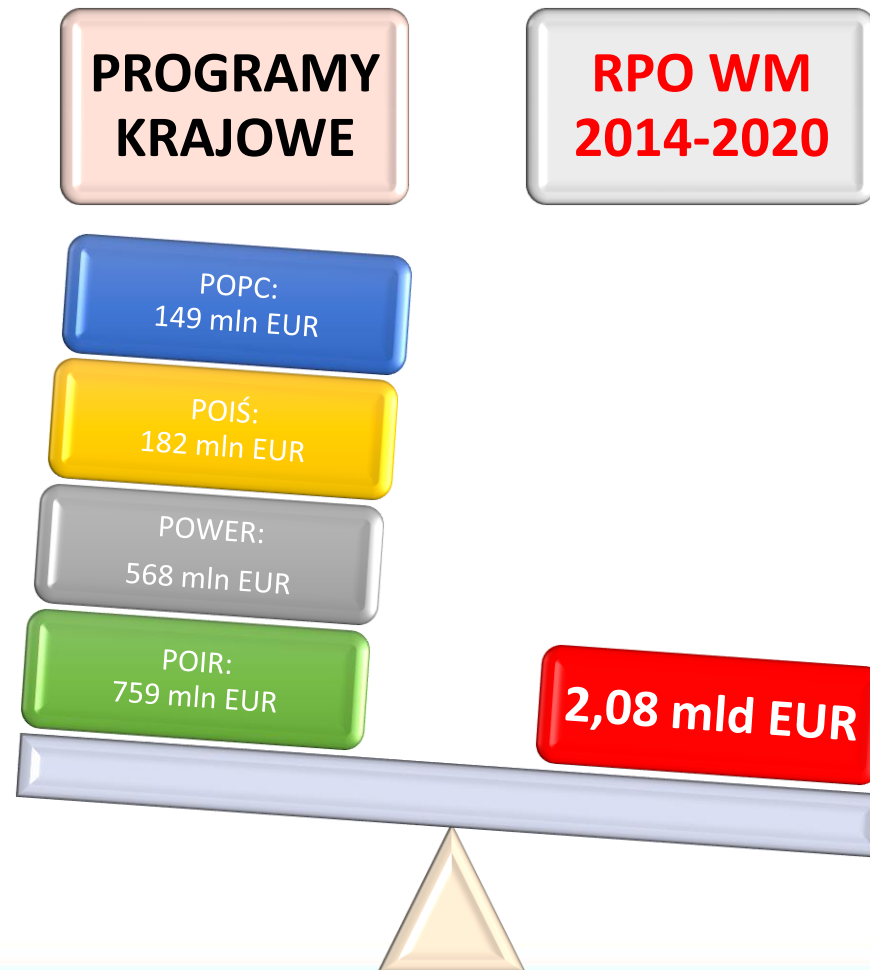 PROGRAMY
KRAJOWE
RPO WM
2014-2020
POPC:
149 mln EUR
POIŚ:
182 mln EUR
POWER:
568 mln EUR
POIR:
759 mln EUR
2,08 mld EUR